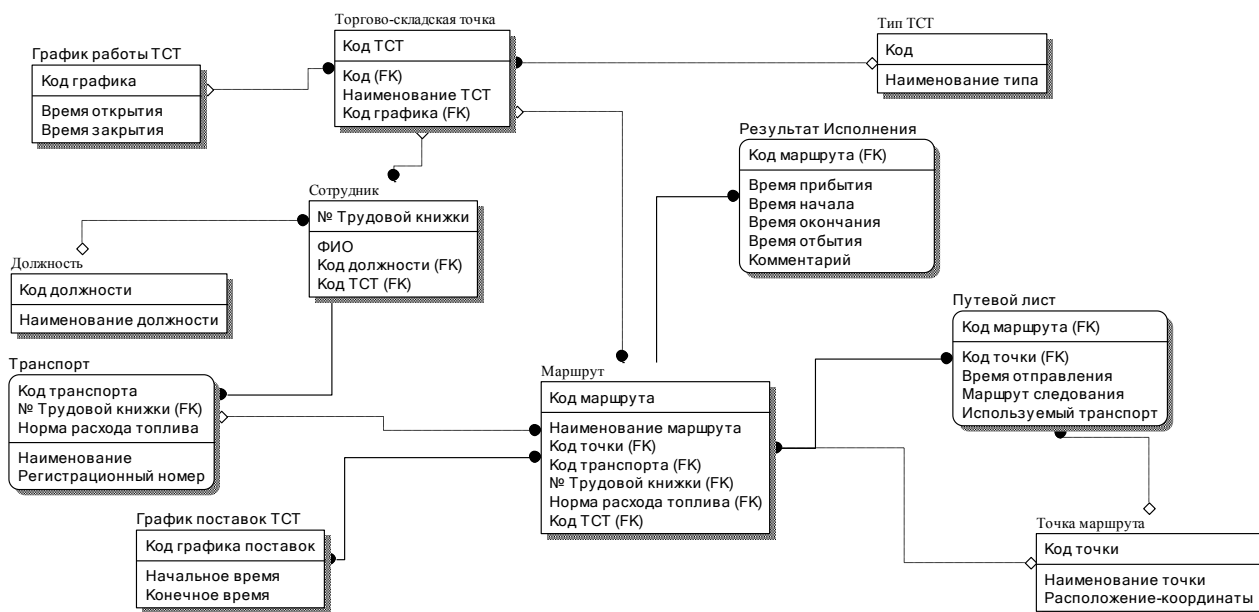 Торгово-складская точка
Код ТСТ
Код (FK)
Наименование ТСТ
Код графика (FK)
Тип ТСТ
Код
Наименование типа
График работы ТСТ
Код графика
Время открытия
Время закрытия
Результат Исполнения
Код маршрута (FK)
Время прибытия
Время начала
Время окончания
Время отбытия
Комментарий
Сотрудник
№ Трудовой книжки
ФИО
Код должности (FK)
Код ТСТ (FK)
Должность
Код должности
Наименование должности
Путевой лист
Код маршрута (FK)
Код точки (FK)
Время отправления
Маршрут следования
Используемый транспорт
Транспорт
Код транспорта
№ Трудовой книжки (FK)
Норма расхода топлива
Наименование
Регистрационный номер
Маршрут
Код маршрута
Наименование маршрута
Код точки (FK)
Код транспорта (FK)
№ Трудовой книжки (FK)
Норма расхода топлива (FK)
Код ТСТ (FK)
График поставок ТСТ
Код графика поставок
Начальное время
Конечное время
Точка маршрута
Код точки
Наименование точки
Расположение-координаты